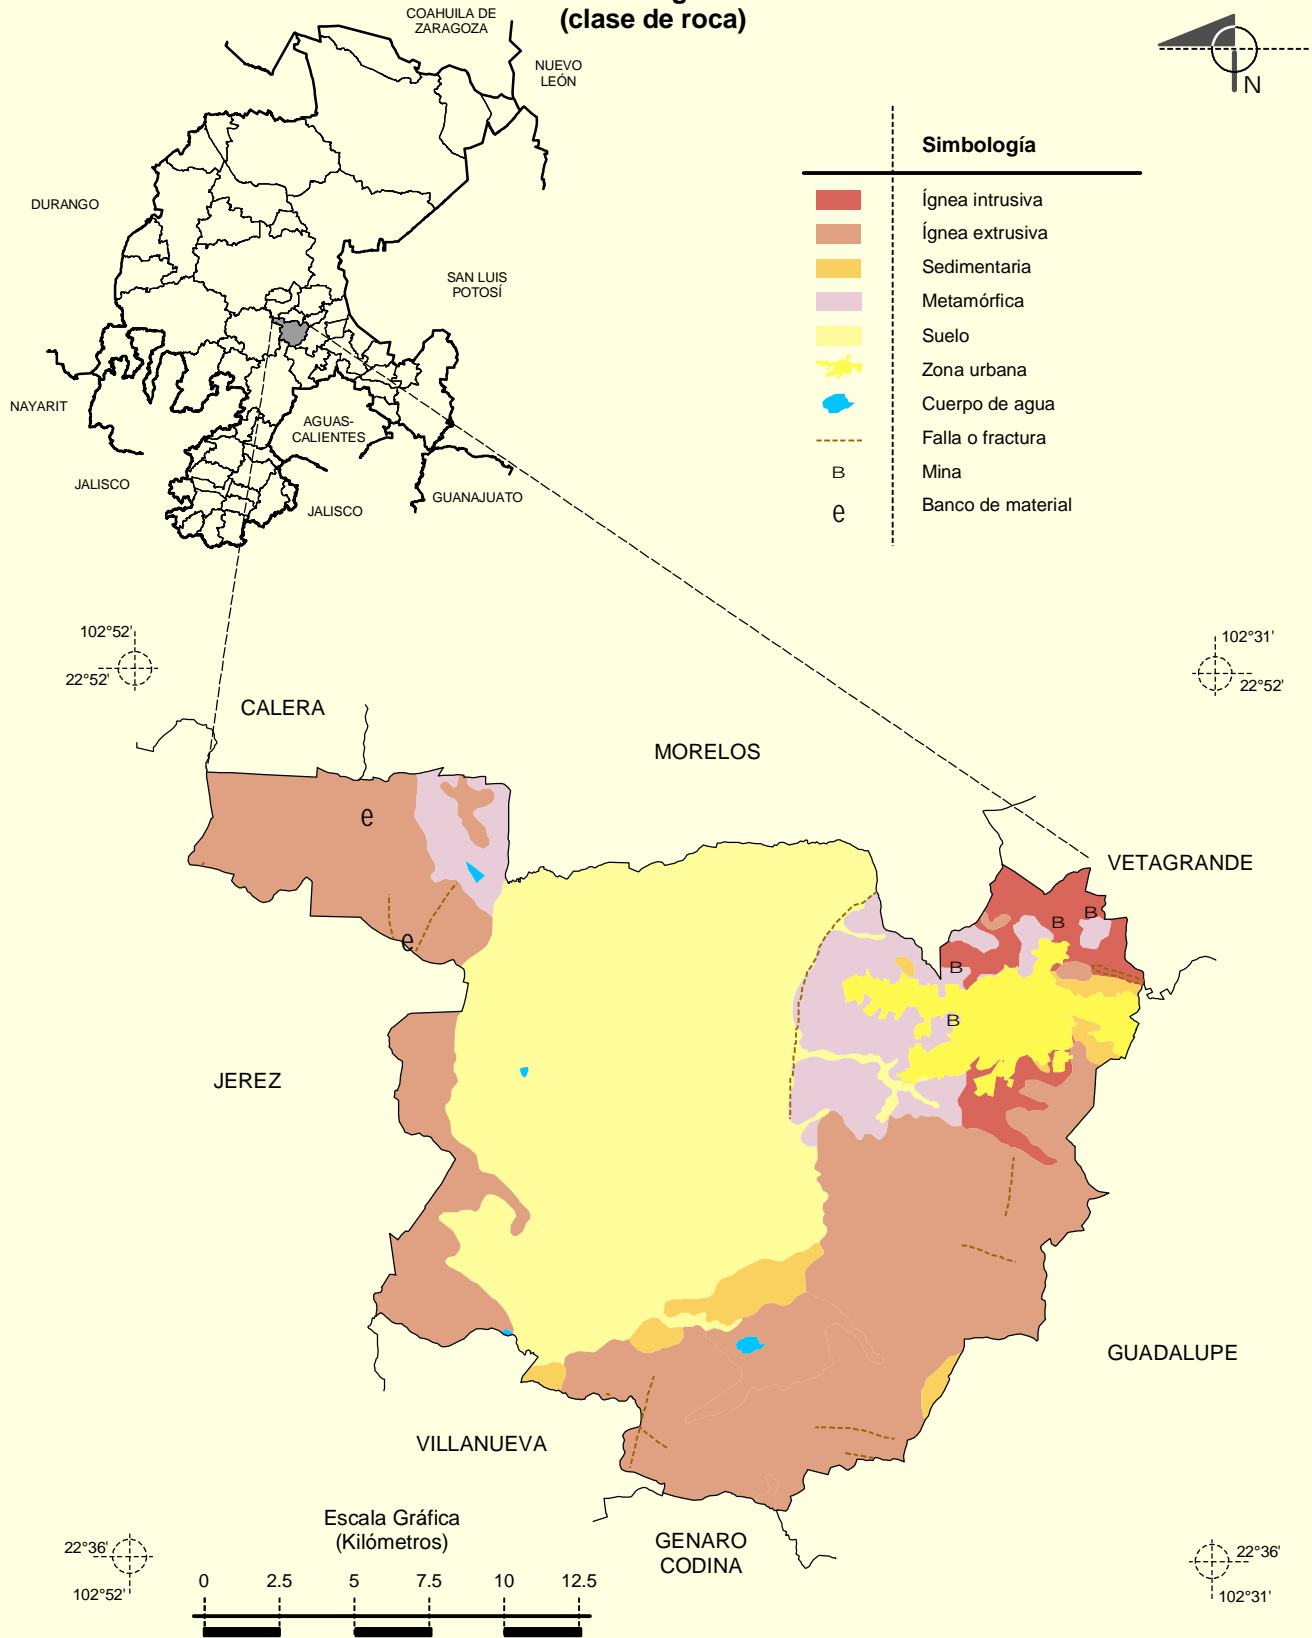 (clase de roca)
COAHUILA DE
ZARAGOZA
NUEVO
LEÓN
N
DURANGO
SAN LUIS
POTOSÍ
NAYARIT
AGUAS-
CALIENTES
JALISCO
JALISCO
GUANAJUATO
Simbología
Ígnea intrusiva
Ígnea extrusiva
Sedimentaria
Metamórfica
Suelo
Zona urbana
Cuerpo de agua
Falla o fractura
B Mina
e Banco de material
102°52'
22°52'
102°31'
22°52'
CALERA
MORELOS
VETAGRANDE
e
e
B
B
B
B
JEREZ
GUADALUPE
VILLANUEVA
GENARO
CODINA
Escala Gráfica
(Kilómetros)
0 2.5 5 7.5 10 12.5
22°36'
102°52'
22°36'
102°31'